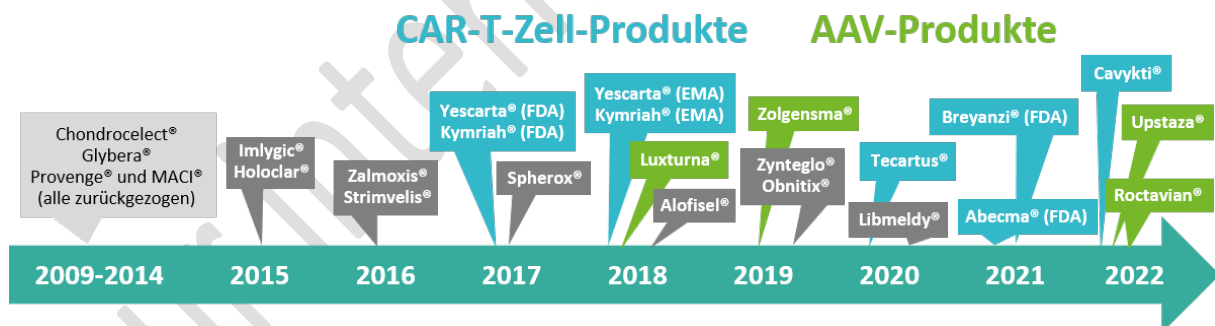 CAR-T-Zell-Produkte
AAV-Produkte
Chondrocelect®
Glybera®
Provenge® und MACI®
(alle zurückgezogen)
Imlygic®
Holoclar®
Zalmoxis®
Strimvelis®
Yescarta® (FDA)
Kymriah® (FDA)
Spherox®
Yescarta® (EMA)
Kymriah® (EMA)
Luxturna®
Alofisel®
Zolgensma®
Zynteglo®
Obnitix®
Tecartus®
Libmeldy®
Breyanzi® (FDA)
Abecma® (FDA)
Cavykti®
Upstaza®
Roctavian®
2009-2014
2015
2016
2017
2018
2019
2020
2021
2022